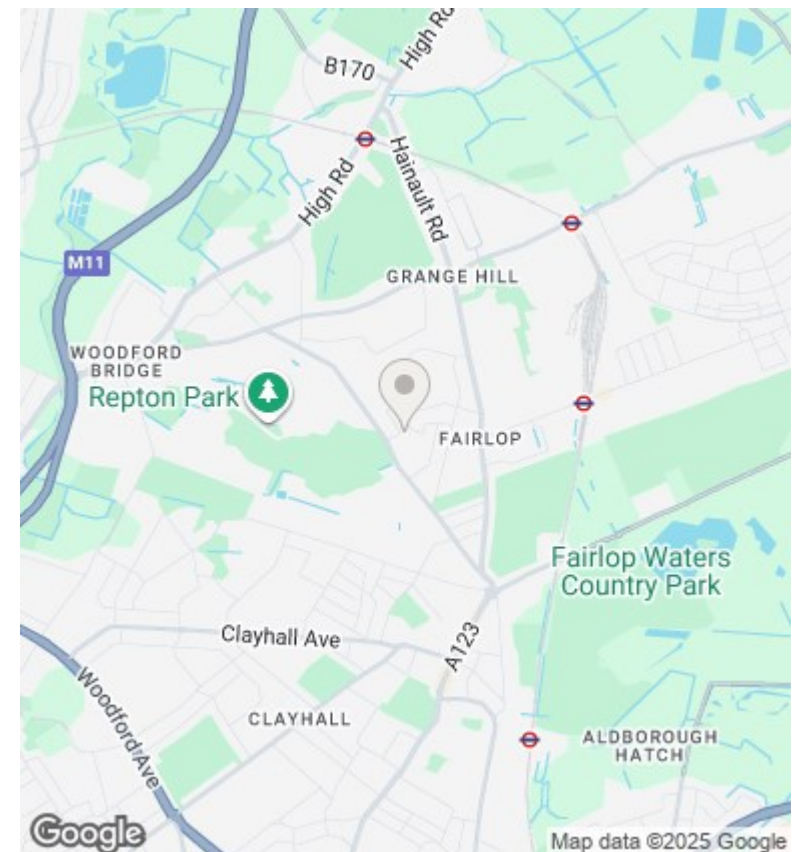 High Rd
B170
Hainault Rd
High Rd
M11
GRANGE HILL
WOODFORD
BRIDGE
Repton Park
FAIRLOP
Fairlop Waters
Country Park
Clayhall Ave
A123
Woodford Ave
CLAYHALL
ALDBOROUGH
HATCH
Google
Map data ©2025 Google